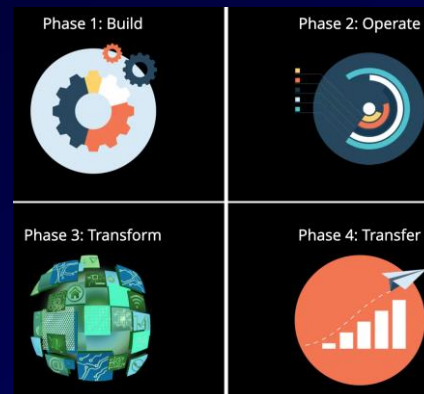 Phase 1: Build
Phase 2: Operate
Phase 3: Transform
Phase 4: Transfer